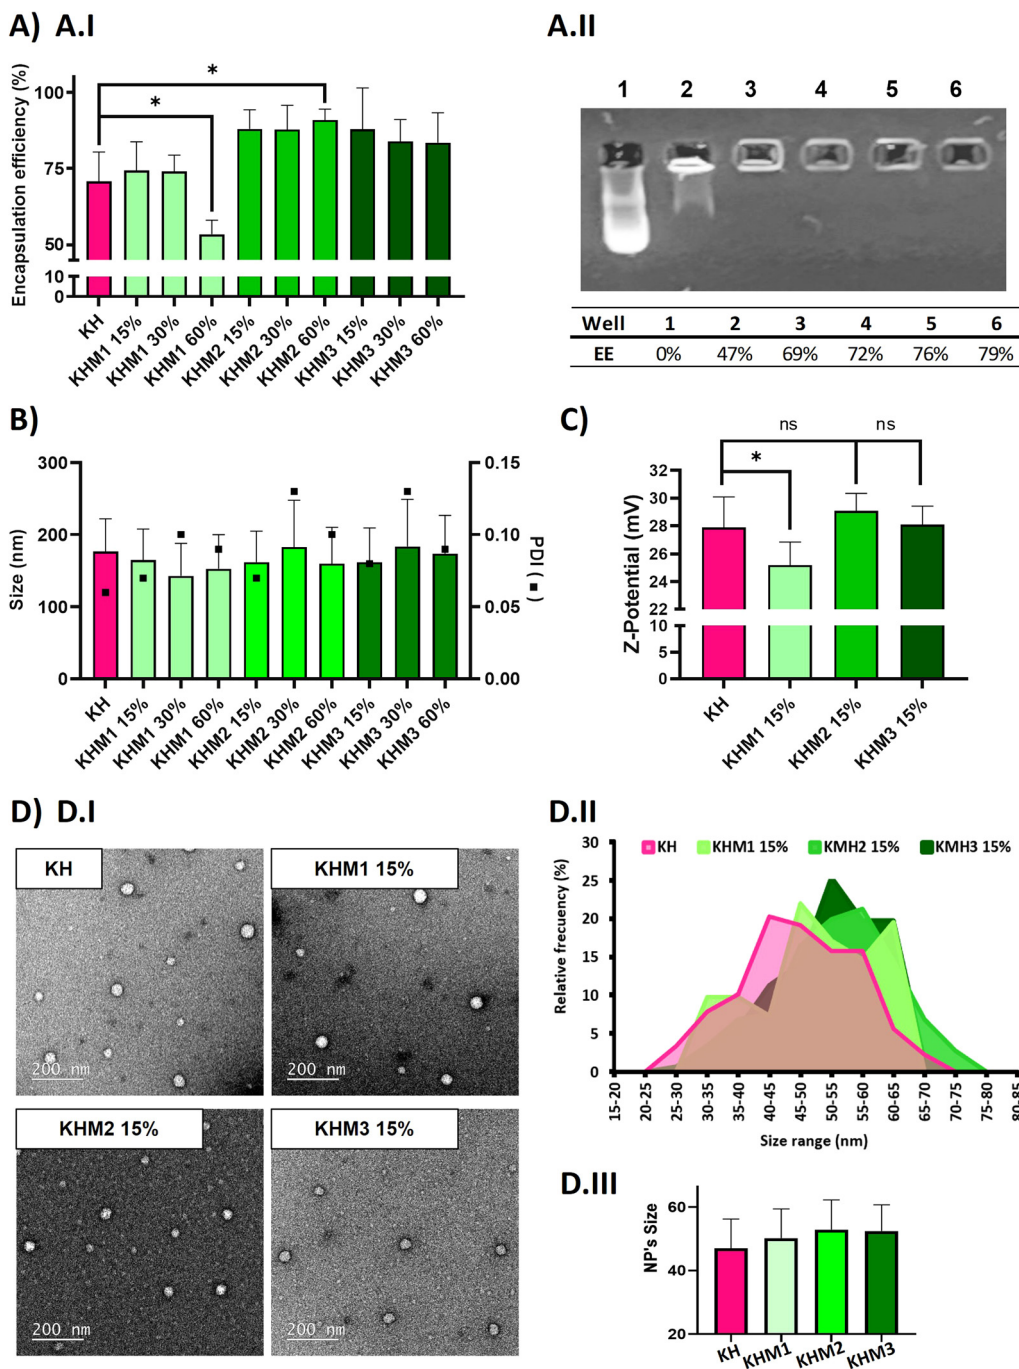 A) A.I
Encapsulation efficiency (%)
100
75
50
10
0
*
*
KH
KHM1 15%
KHM1 30%
KHM1 60%
KHM2 15%
KHM2 30%
KHM2 60%
KHM3 15%
KHM3 30%
KHM3 60%
A.II
1 2 3 4 5 6
Well 1 2 3 4 5 6
EE 0% 47% 69% 72% 76% 79%
B)
Size (nm)
300
200
100
0
0.15
0.10
0.05
0.00
PDI (■)
KH
KHM1 15%
KHM1 30%
KHM1 60%
KHM2 15%
KHM2 30%
KHM2 60%
KHM3 15%
KHM3 30%
KHM3 60%
C)
Z-Potential (mV)
ns
ns
*
32
30
28
26
24
22
10
5
0
KH
KHM1 15%
KHM2 15%
KHM3 15%
D) D.I
KH
200 nm
KHM1 15%
200 nm
KHM2 15%
200 nm
KHM3 15%
200 nm
D.II
KH KHM1 15% KMH2 15% KMH3 15%
Relative frecuency (%)
30
25
20
15
10
5
0
15-20
20-25
25-30
30-35
35-40
40-45
45-50
50-55
55-60
60-65
65-70
70-75
75-80
80-85
Size range (nm)
D.III
NP's Size
60
40
20
KH
KHM1
KHM2
KHM3